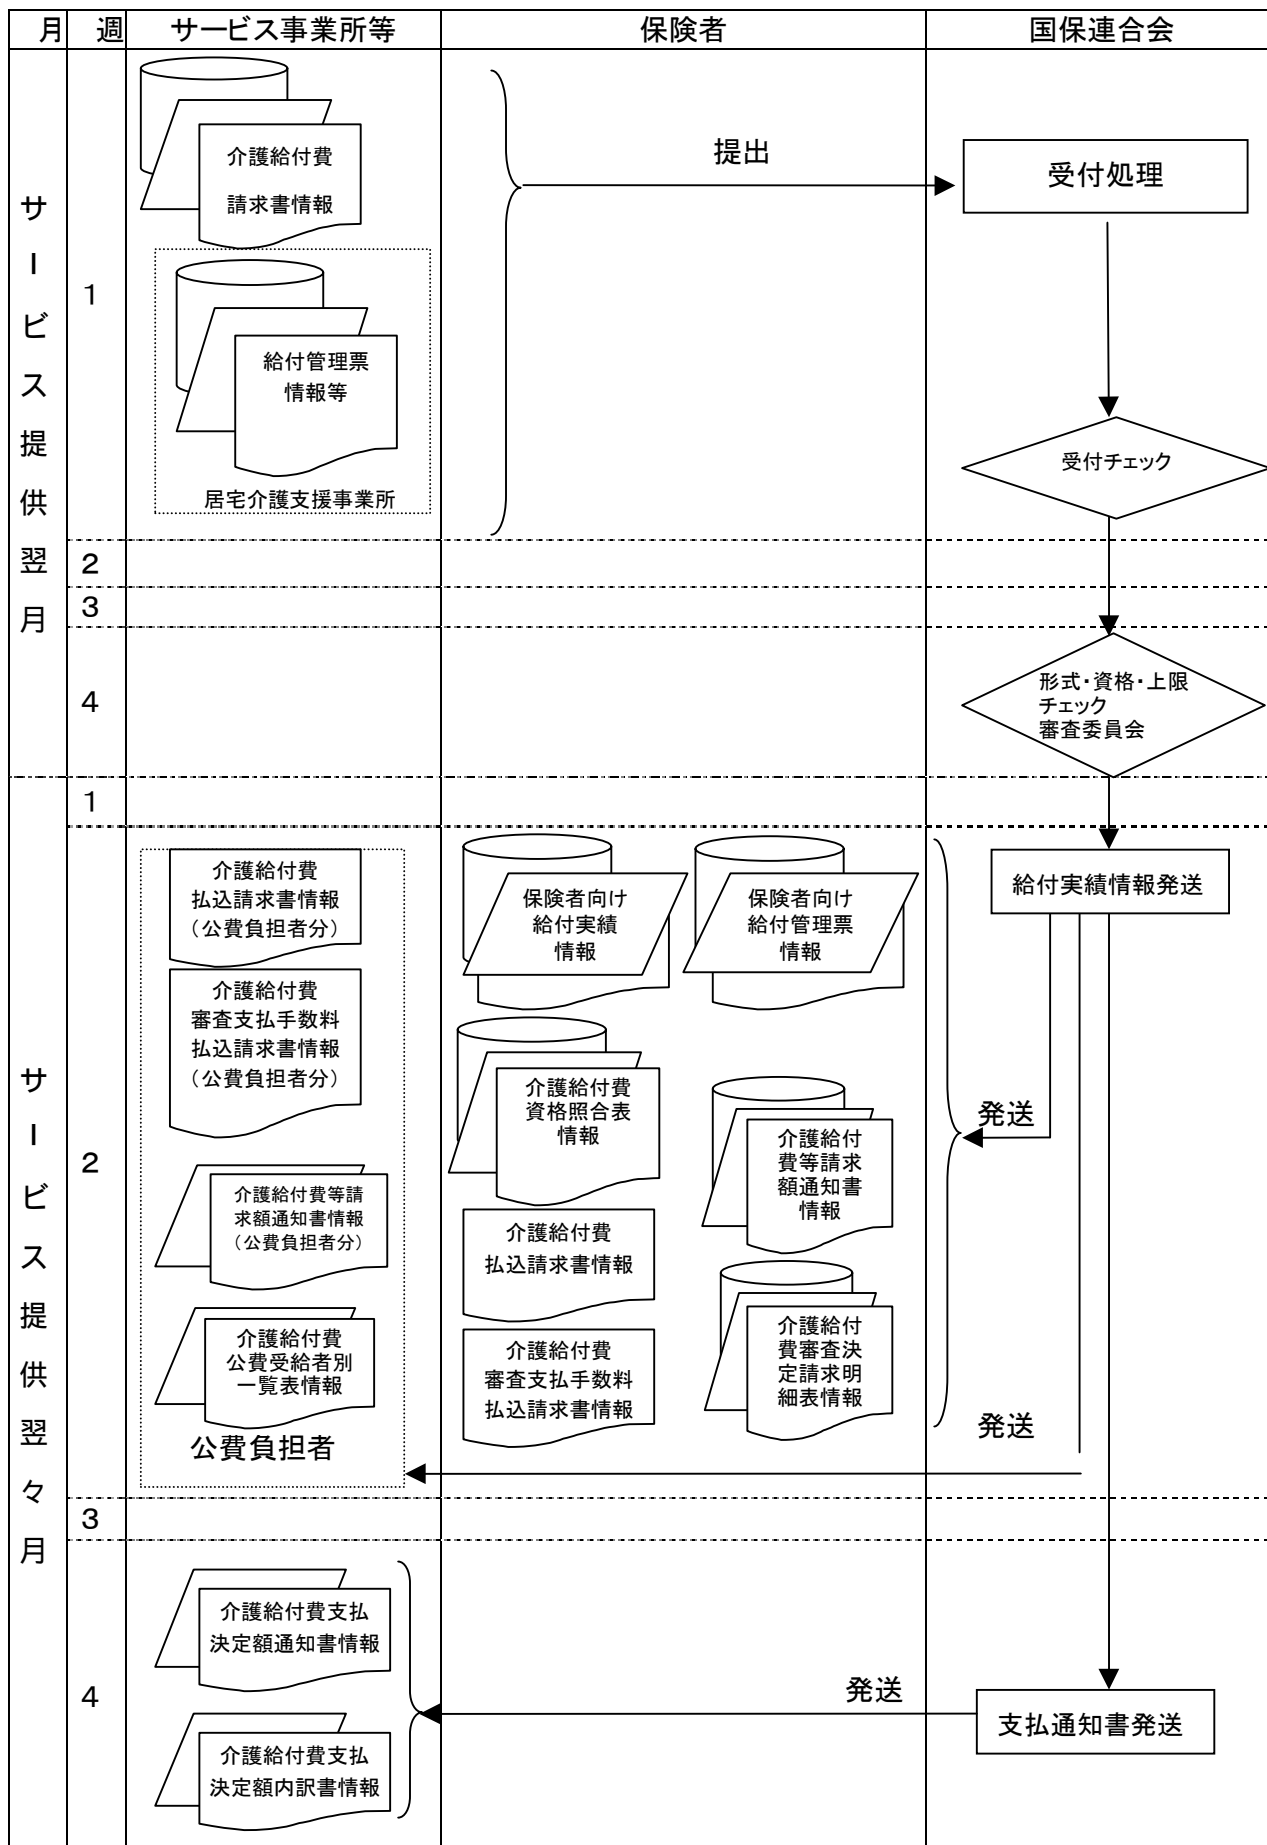 月 週 サービス事業所等 保険者 国保連合会
サービス提供翌月
1
介護給付費
請求書情報
給付管理票
情報等
居宅介護支援事業所
提出
受付処理
受付チェック
2
3
4
形式・資格・上限
チェック
審査委員会
サービス提供翌々月
1
2
介護給付費
払込請求書情報
（公費負担者分）
介護給付費
審査支払手数料
払込請求書情報
（公費負担者分）
介護給付費等請
求額通知書情報
（公費負担者分）
介護給付費
公費受給者別
一覧表情報
公費負担者
保険者向け
給付実績
情報
保険者向け
給付管理票
情報
介護給付費
資格照合表
情報
介護給付
費等請求
額通知書
情報
介護給付費
払込請求書情報
介護給付費
審査支払手数料
払込請求書情報
介護給付
費審査決
定請求明
細表情報
給付実績情報発送
発送
発送
3
4
介護給付費支払
決定額通知書情報
介護給付費支払
決定額内訳書情報
発送
支払通知書発送